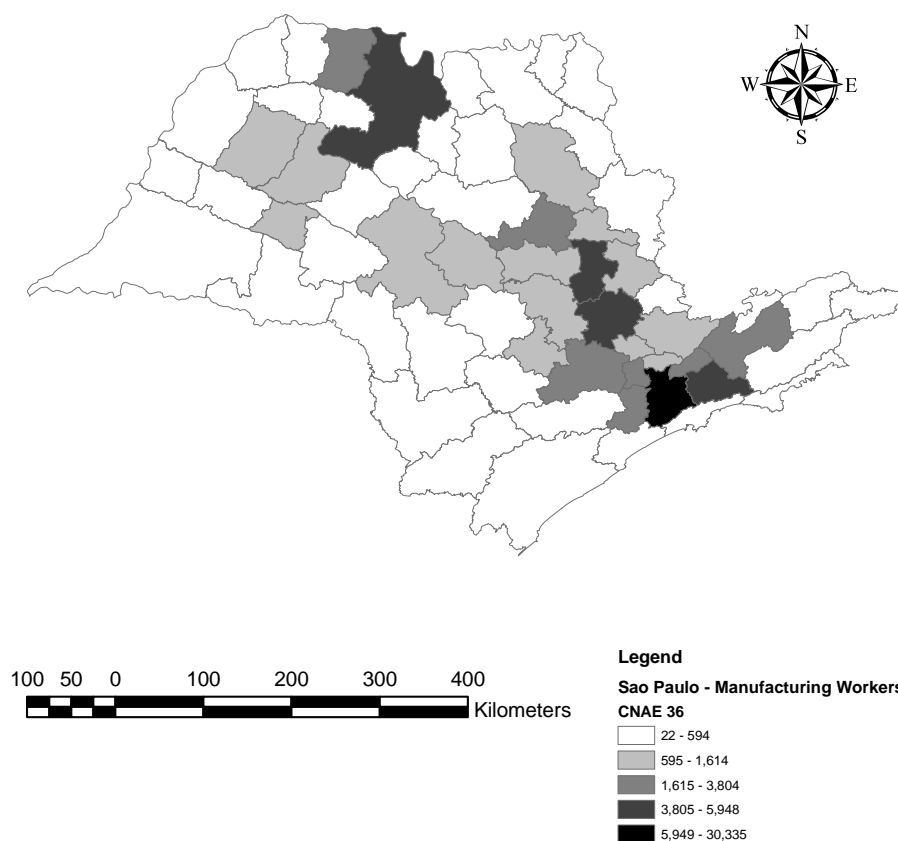 N
W E
S
100 50 0 100 200 300 400
Kilometers
Legend
Sao Paulo - Manufacturing Workers
CNAE 36
22 - 594
595 - 1,614
1,615 - 3,804
3,805 - 5,948
5,949 - 30,335